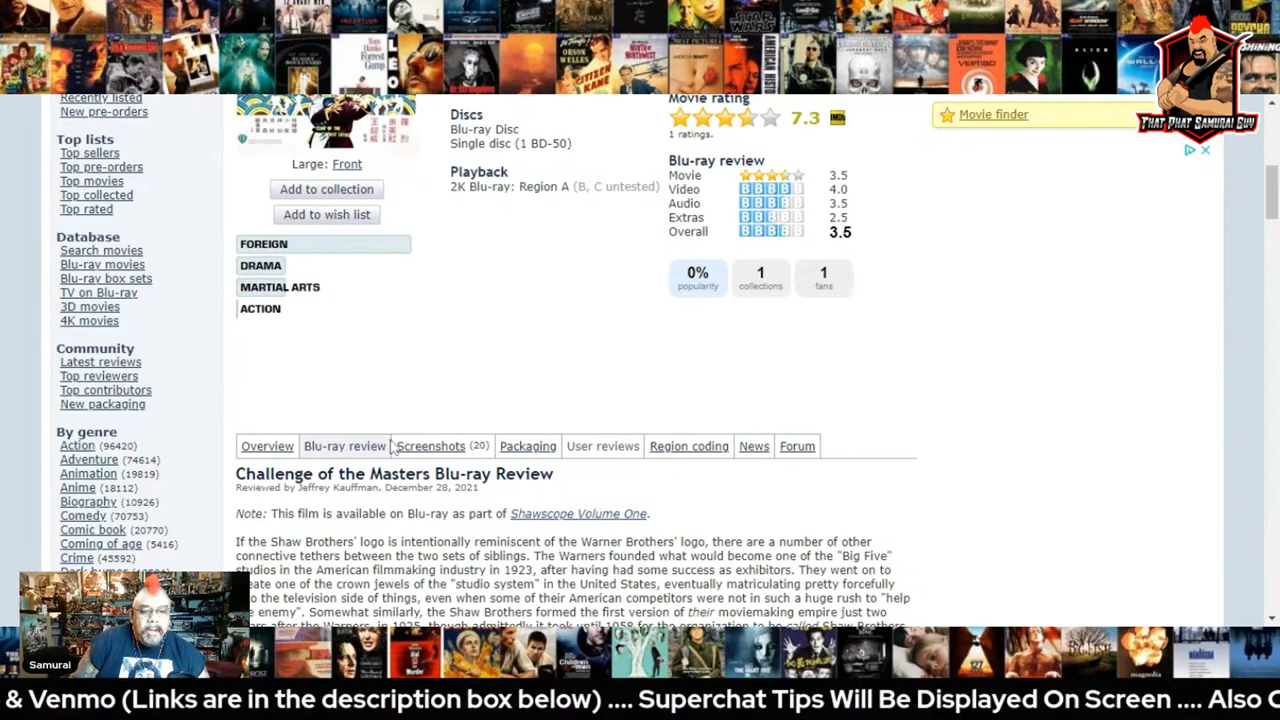 THAT PHAT SAMURAI GUY
Recently listed
New pre-orders
Top lists
Top sellers
Top pre-orders
Top movies
Top collected
Top rated
Database
Search movies
Blu-ray movies
Blu-ray box sets
TV on Blu-ray
3D movies
4K movies
Community
Latest reviews
Top reviewers
Top contributors
New packaging
By genre
Action (96420)
Adventure (74614)
Animation (19819)
Anime (18112)
Biography (10926)
Comedy (70753)
Comic book (20770)
Coming of age (5416)
Crime (45592)
Large: Front
Add to collection
Add to wish list
FOREIGN
DRAMA
MARTIAL ARTS
ACTION
Discs
Blu-ray Disc
Single disc (1 BD-50)
Playback
2K Blu-ray: Region A (B, C untested)
Movie rating
7.3 IMDb
1 ratings.
Blu-ray review
Movie 3.5
Video 4.0
Audio 3.5
Extras 2.5
Overall 3.5
0% popularity
1 collections
1 fans
Movie finder
Overview Blu-ray review Screenshots (20) Packaging User reviews Region coding News Forum
Challenge of the Masters Blu-ray Review
Reviewed by Jeffrey Kauffman, December 28, 2021
Note: This film is available on Blu-ray as part of Shawscope Volume One.
If the Shaw Brothers' logo is intentionally reminiscent of the Warner Brothers' logo, there are a number of other
connective tethers between the two sets of siblings. The Warners founded what would become one of the "Big Five"
studios in the American filmmaking industry in 1923, after having had some success as exhibitors. They went on to
eate one of the crown jewels of the "studio system" in the United States, eventually matriculating pretty forcefully
o the television side of things, even when some of their American competitors were not in such a huge rush to "help
e enemy". Somewhat similarly, the Shaw Brothers formed the first version of their moviemaking empire just two
Samurai
& Venmo (Links are in the description box below) .... Superchat Tips Will Be Displayed On Screen .... Also C